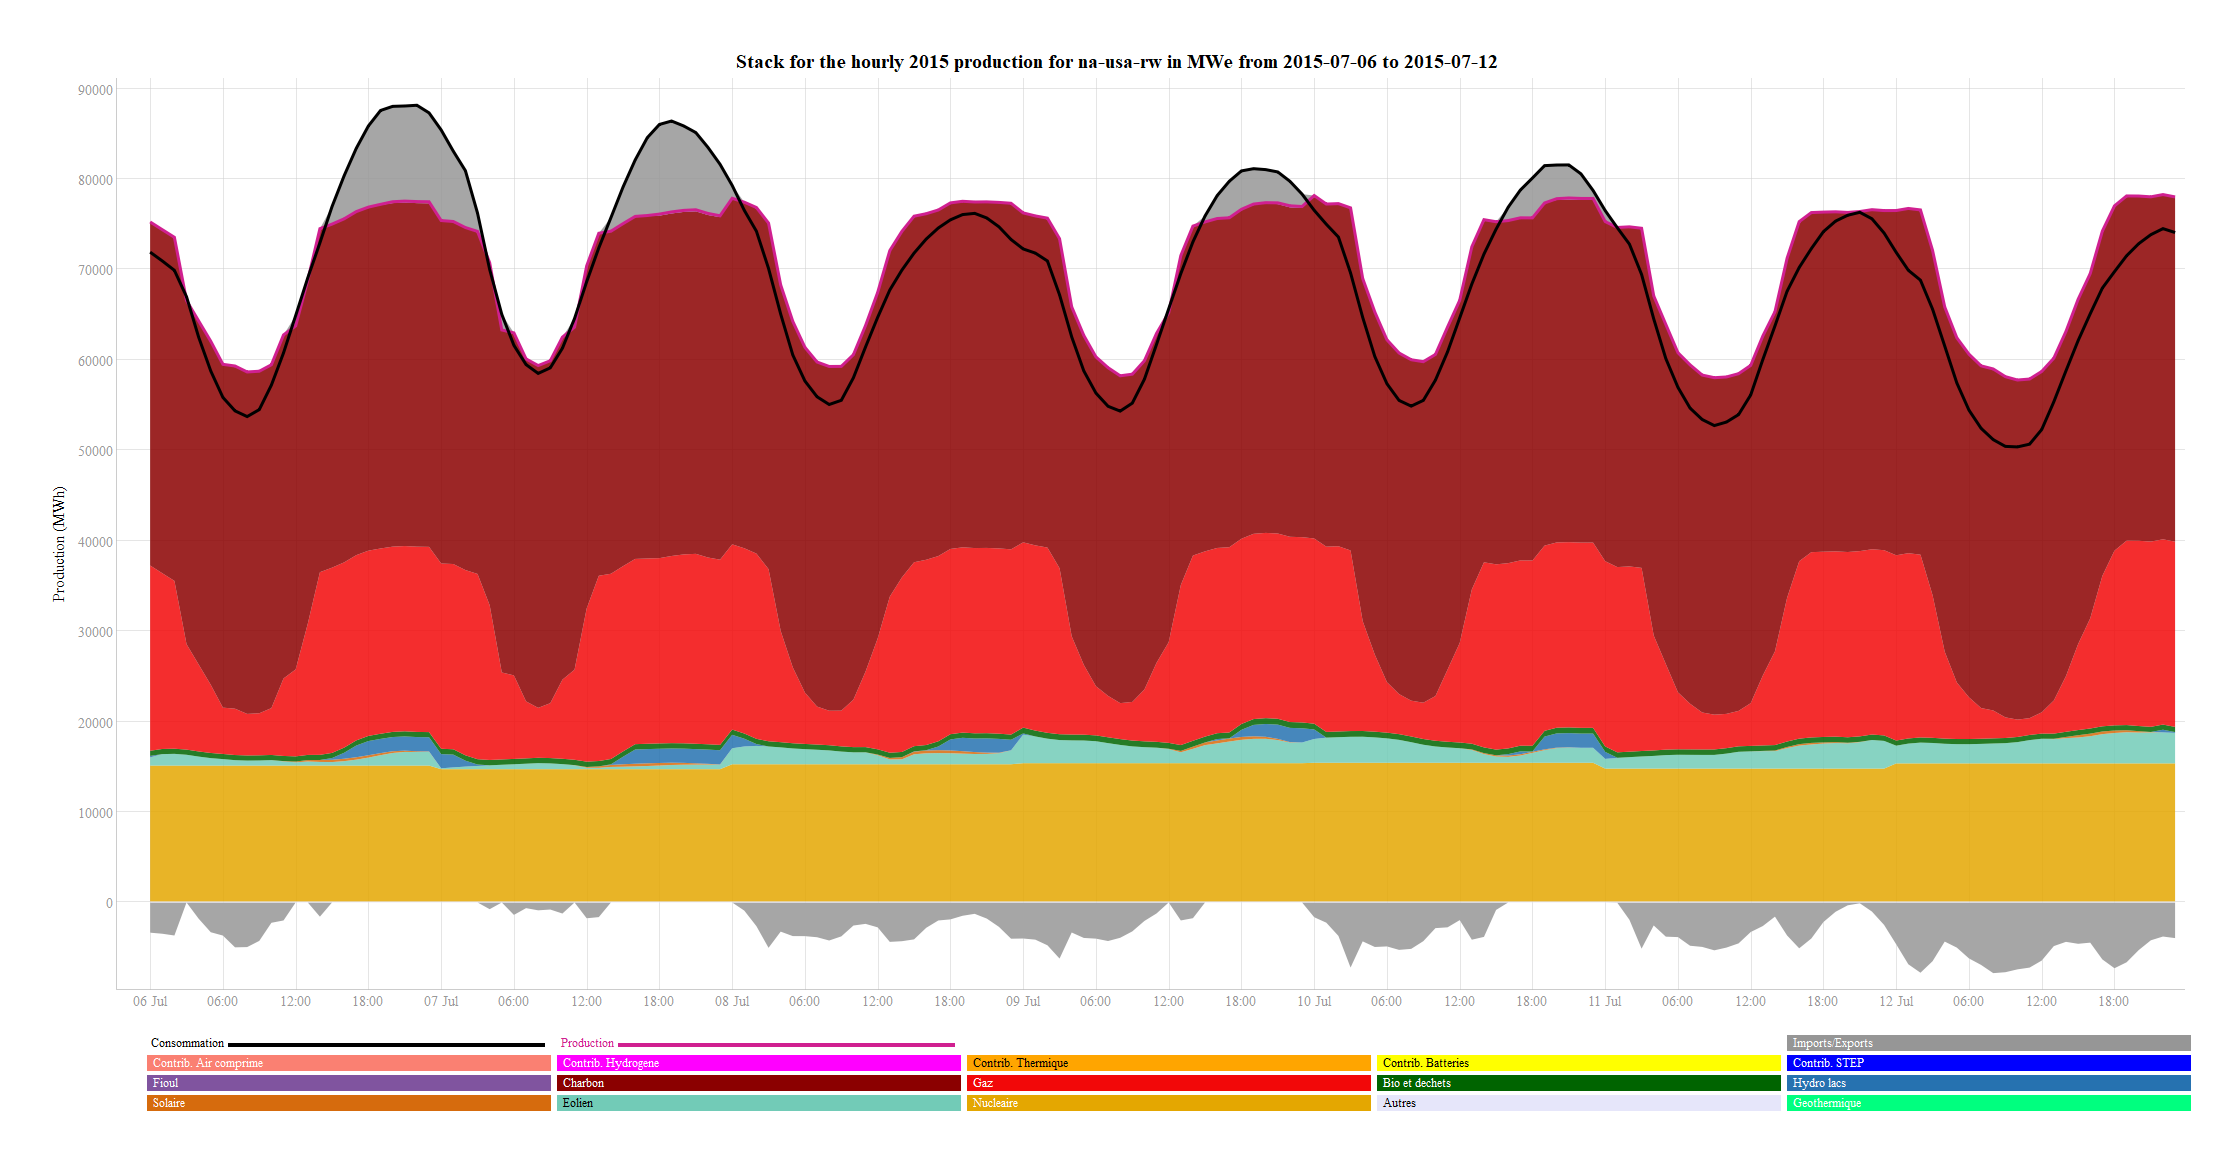 Stack for the hourly 2015 production for na-usa-rw in MWe from 2015-07-06 to 2015-07-12
90000
80000
70000
60000
50000
40000
30000
20000
10000
0
Production (MWh)
06 Jul 06:00 12:00 18:00 07 Jul 06:00 12:00 18:00 08 Jul 06:00 12:00 18:00 09 Jul 06:00 12:00 18:00 10 Jul 06:00 12:00 18:00 11 Jul 06:00 12:00 18:00 12 Jul 06:00 12:00 18:00
Consommation Production Imports/Exports
Contrib. Air comprime Contrib. Hydrogene Contrib. Thermique Contrib. Batteries Contrib. STEP
Fioul Charbon Gaz Bio et dechets Hydro lacs
Solaire Eolien Nucleaire Autres Geothermique